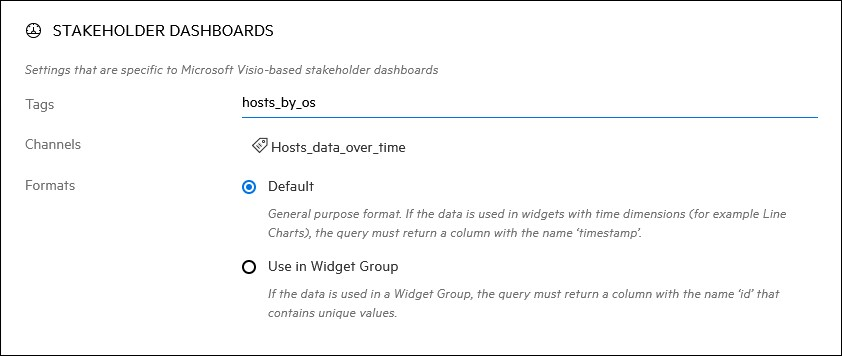 STAKEHOLDER DASHBOARDS
Settings that are specific to Microsoft Visio-based stakeholder dashboards
Tags hosts_by_os
Channels Hosts_data_over_time
Formats Default
General purpose format. If the data is used in widgets with time dimensions (for example Line
Charts), the query must return a column with the name ‘timestamp’.
Use in Widget Group
If the data is used in a Widget Group, the query must return a column with the name ‘id’ that
contains unique values.